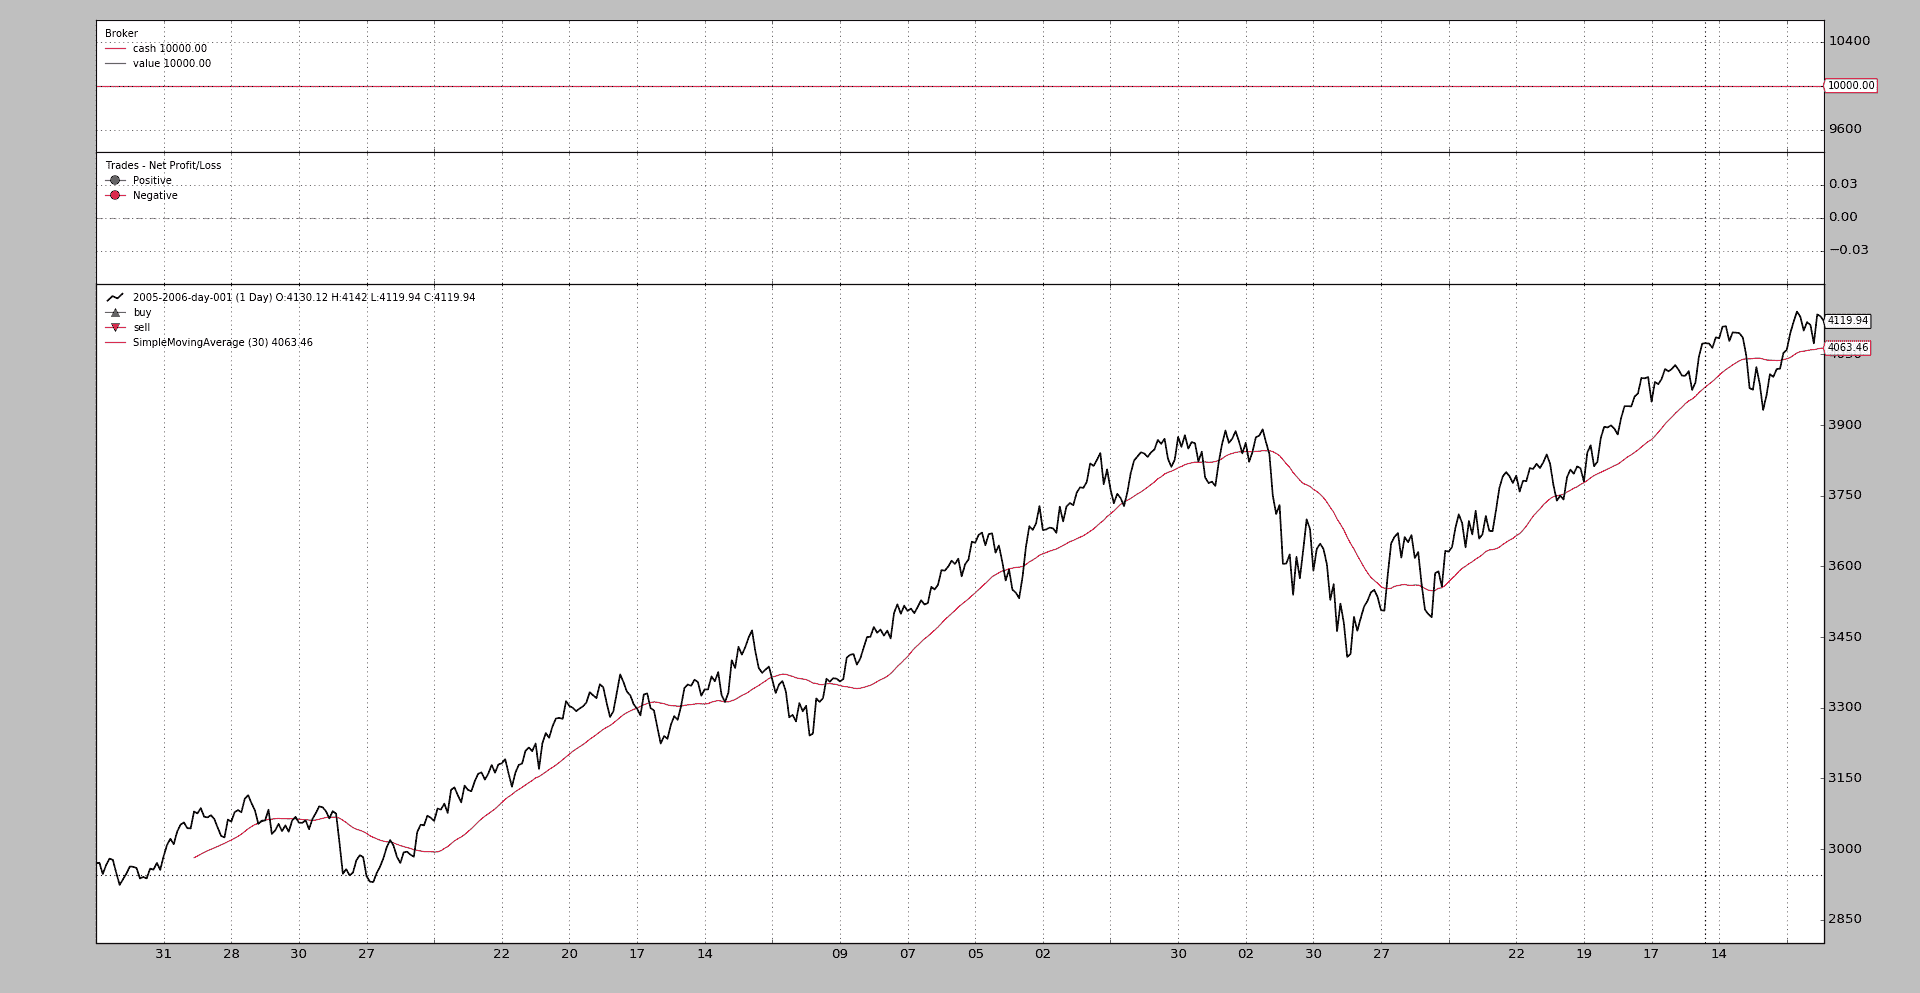 Broker
cash 10000.00
value 10000.00
10400
10000.00
9600
Trades - Net Profit/Loss
Positive
Negative
0.03
0.00
−0.03
2005-2006-day-001 (1 Day) O:4130.12 H:4142 L:4119.94 C:4119.94
buy
sell
SimpleMovingAverage (30) 4063.46
4119.94
4063.46
3900
3750
3600
3450
3300
3150
3000
2850
31 28 30 27 22 20 17 14 09 07 05 02 30 02 30 27 22 19 17 14